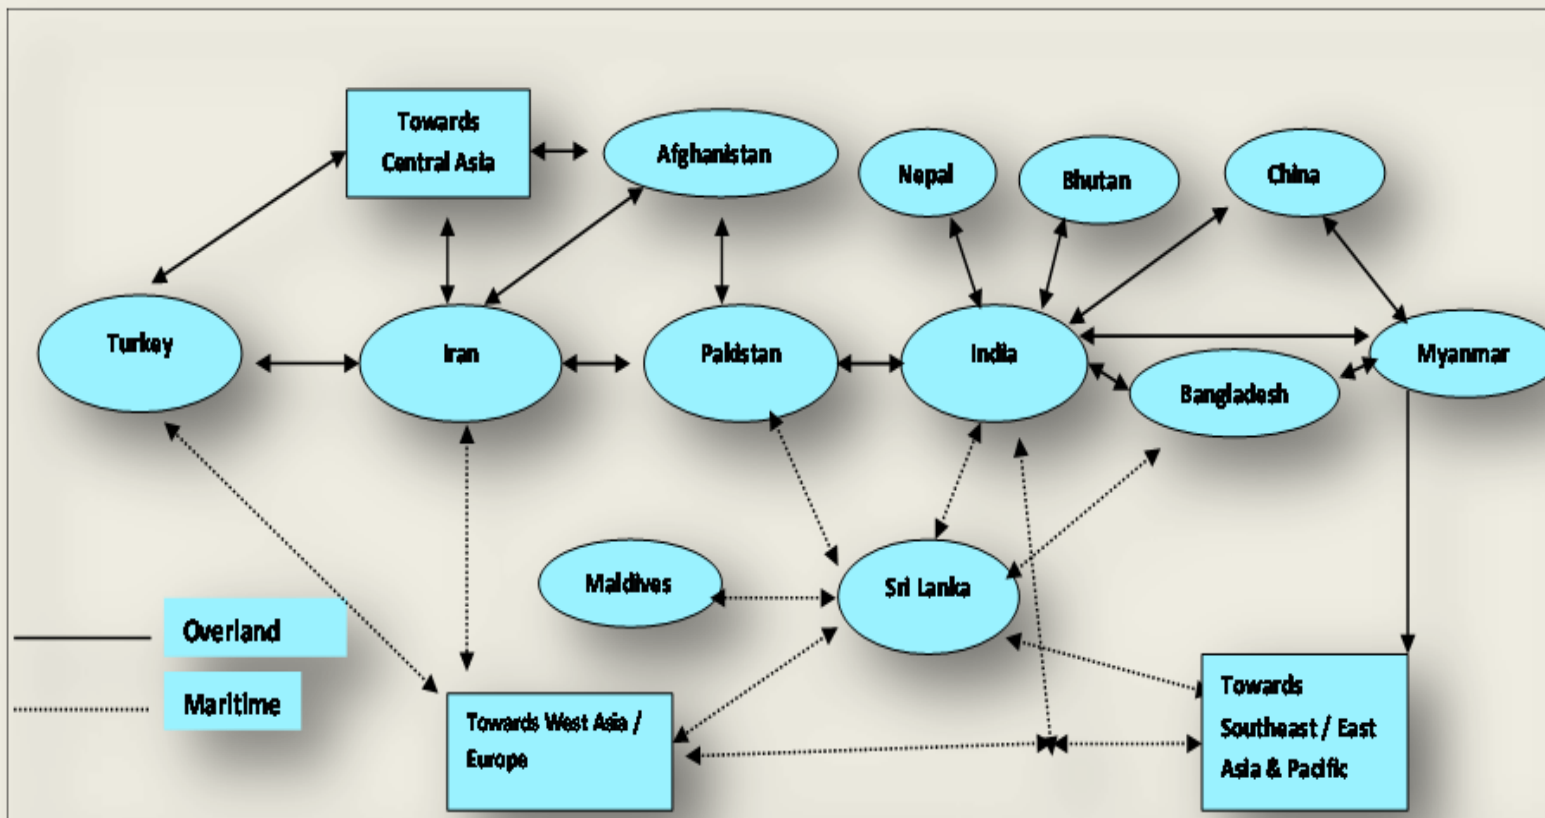 Towards
Central Asia
Afghanistan
Nepal
Bhutan
China
Turkey
Iran
Pakistan
India
Bangladesh
Myanmar
Maldives
Sri Lanka
Overland
Maritime
Towards West Asia /
Europe
Towards
Southeast / East
Asia & Pacific